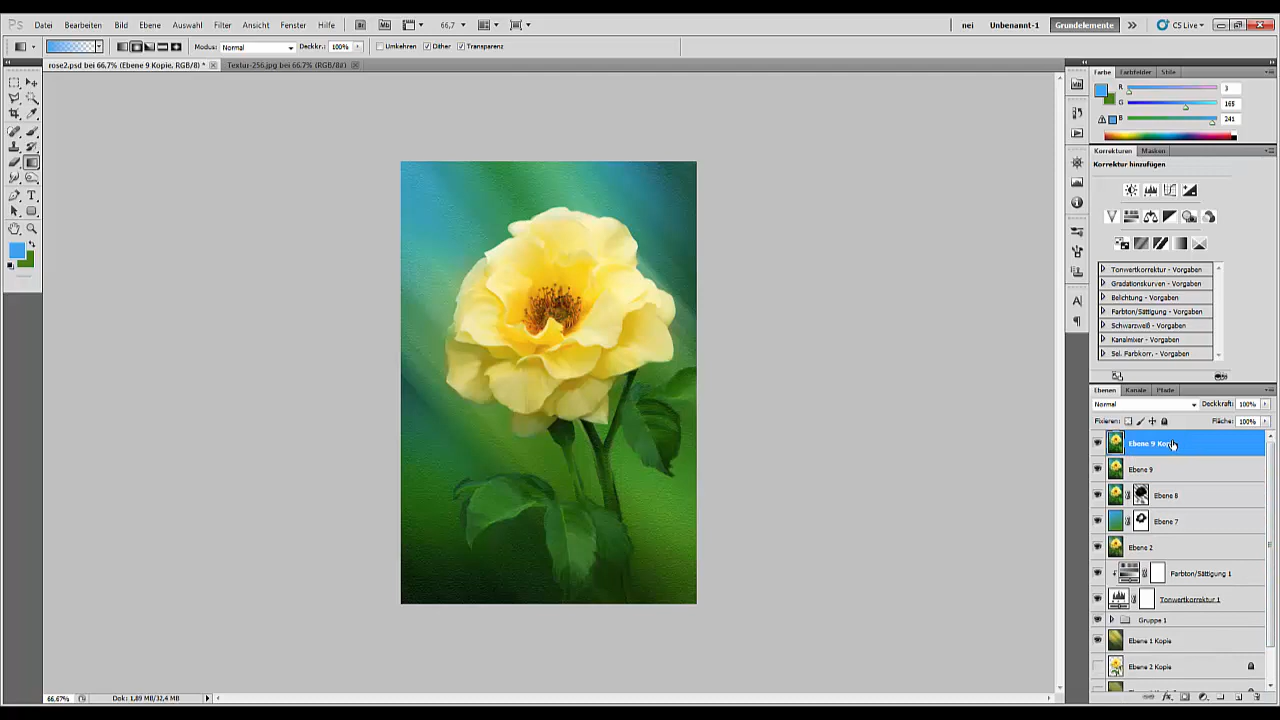 Ps Datei Bearbeiten Bild Ebene Auswahl Filter Ansicht Fenster Hilfe Br Mb 66,7 nei Unbenannt-1 Grundelemente CS Live
Modus: Normal Deckkr.: 100% Umkehren Dither Transparenz
rose2.psd bei 66,7% (Ebene 9 Kopie, RGB/8) * Textur-256.jpg bei 66,7% (RGB/8#)
Farbe Farbfelder Stile
R 3
G 165
B 241
Korrekturen Masken
Korrektur hinzufügen
Tonwertkorrektur - Vorgaben
Gradationskurven - Vorgaben
Belichtung - Vorgaben
Farbton/Sättigung - Vorgaben
Schwarzweiß - Vorgaben
Kanalmixer - Vorgaben
Sel. Farbkorr. - Vorgaben
Ebenen Kanäle Pfade
Normal Deckkraft: 100%
Fixieren: Fläche: 100%
Ebene 9 Kopie
Ebene 9
Ebene 8
Ebene 7
Ebene 2
Farbton/Sättigung 1
Tonwertkorrektur 1
Gruppe 1
Ebene 1 Kopie
Ebene 2 Kopie
66,67% Dok: 1,89 MB/32,4 MB